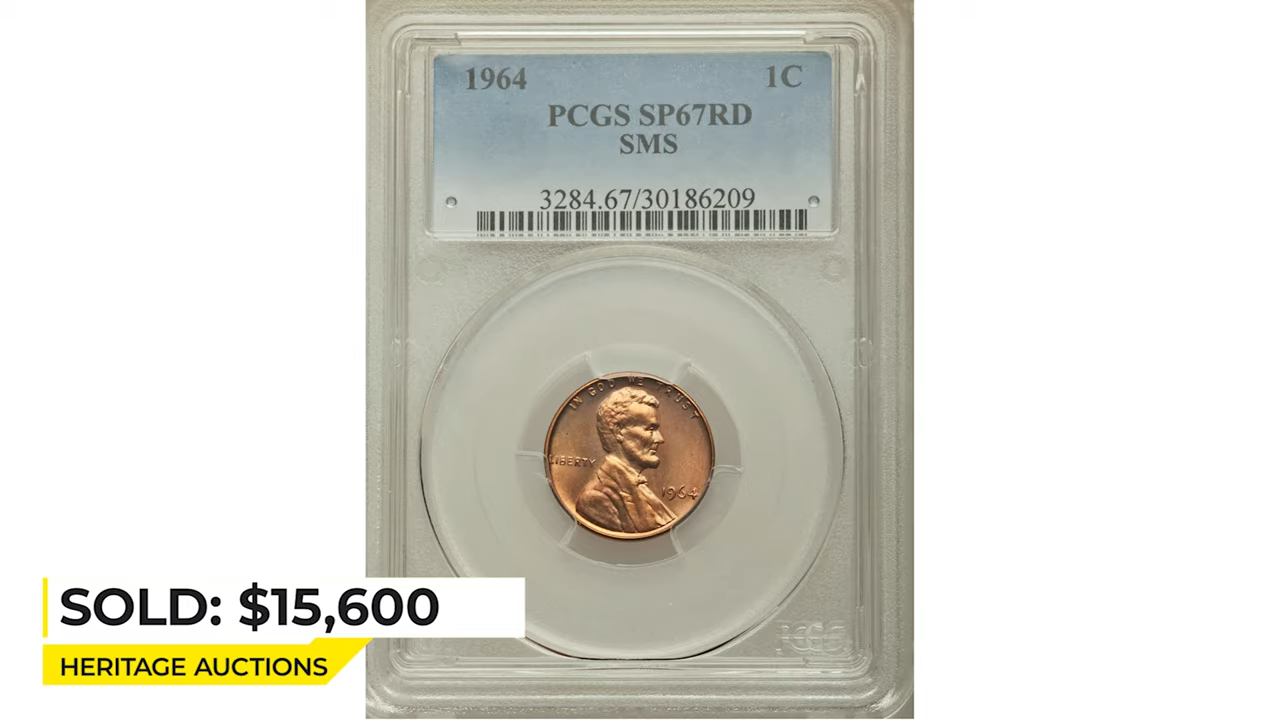 1964 1C
PCGS SP67RD
SMS
3284.67/30186209
IN GOD WE TRUST
LIBERTY
1964
PCGS
SOLD: $15,600
HERITAGE AUCTIONS